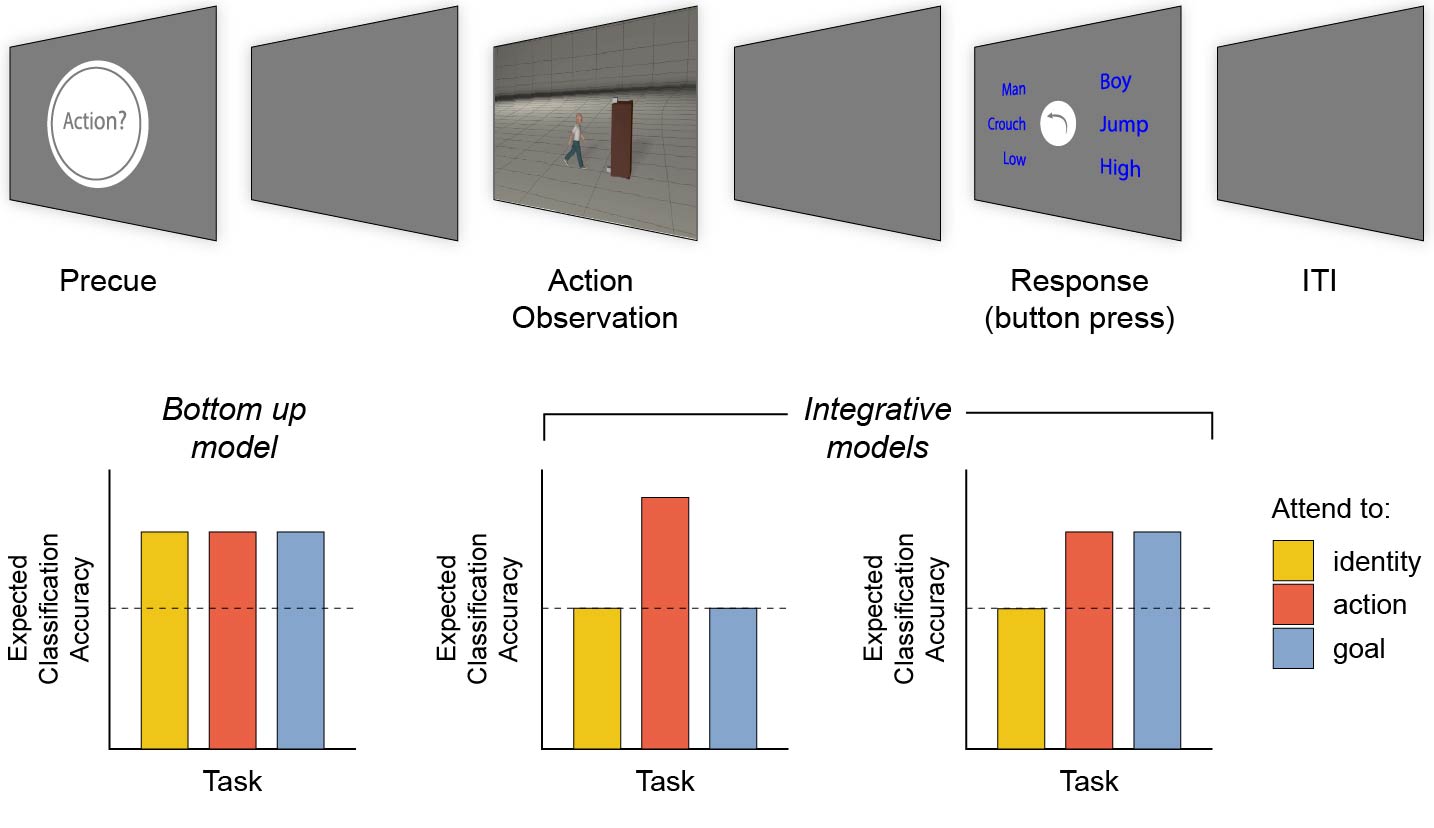 Action?
Man
Crouch
Low
Boy
Jump
High
Precue
Action
Observation
Response
(button press)
ITI
Bottom up
model
Integrative
models
Expected
Classification
Accuracy
Task
Expected
Classification
Accuracy
Task
Expected
Classification
Accuracy
Task
Attend to:
identity
action
goal